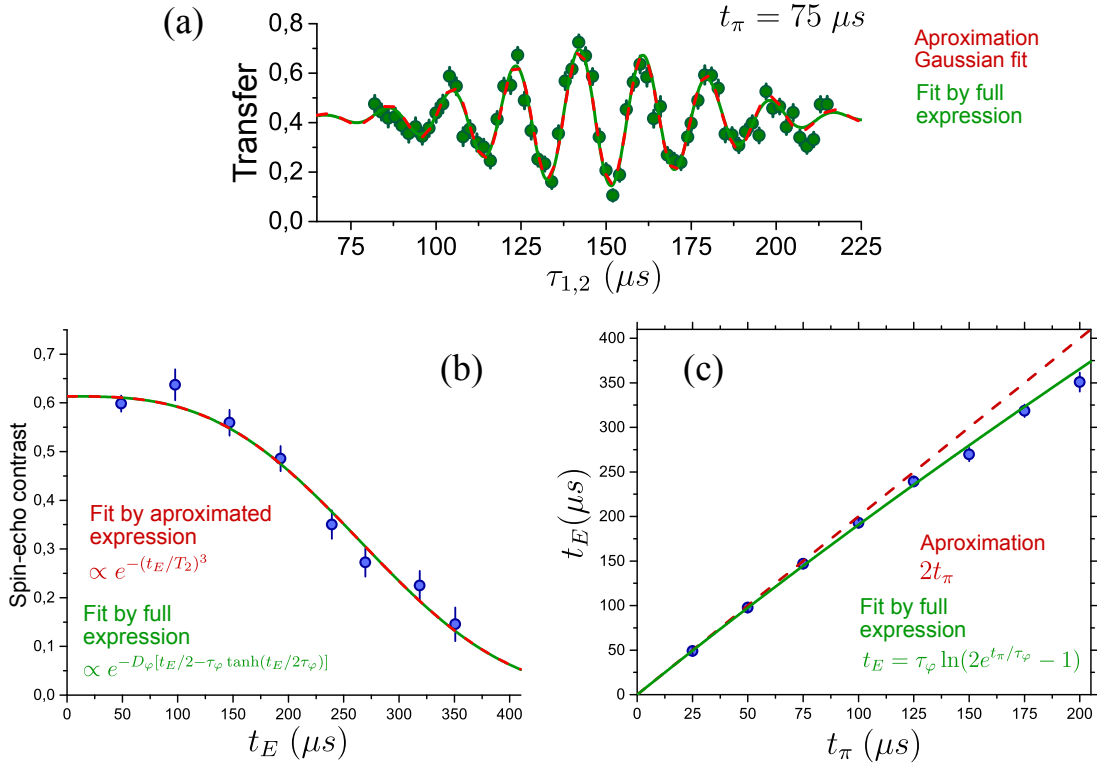 (a)
t_π = 75 μs
Aproximation
Gaussian fit
Fit by full
expression
Transfer
0,8
0,6
0,4
0,2
0,0
75 100 125 150 175 200 225
τ_{1,2} (μs)
(b)
Spin-echo contrast
0,7
0,6
0,5
0,4
0,3
0,2
0,1
0,0
Fit by aproximated
expression
∝ e^{-(t_E/T_2)^3}
Fit by full
expression
∝ e^{-D_φ[t_E/2-τ_φ tanh(t_E/2τ_φ)]}
0 50 100 150 200 250 300 350 400
t_E (μs)
(c)
t_E(μs)
400
350
300
250
200
150
100
50
0
Aproximation
2t_π
Fit by full
expression
t_E = τ_φ ln(2e^{t_π/τ_φ} − 1)
0 25 50 75 100 125 150 175 200
t_π (μs)